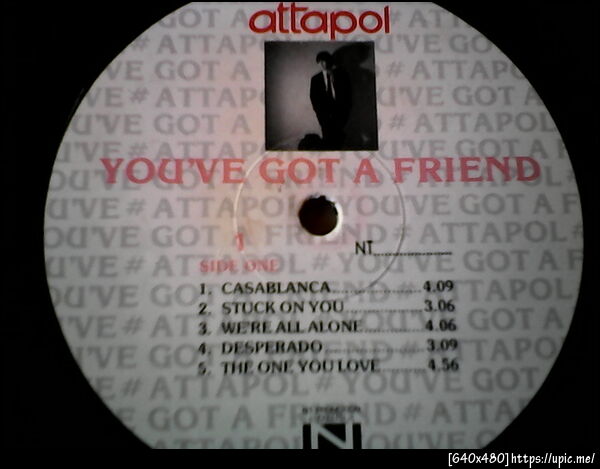 attapol
YOU'VE GOT A FRIEND
1
NT
SIDE ONE
1. CASABLANCA 4.09
2. STUCK ON YOU 3.06
3. WE'RE ALL ALONE 4.06
4. DESPERADO 3.09
5. THE ONE YOU LOVE 4.56
N
[640x480]https://upic.me/